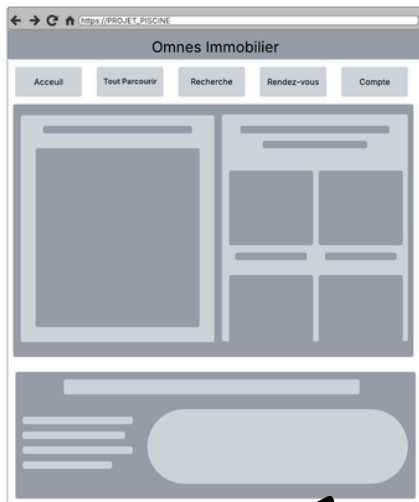 https://PROJET_PISCINE
Omnes Immobilier
Acceuil
Tout Parcourir
Recherche
Rendez-vous
Compte